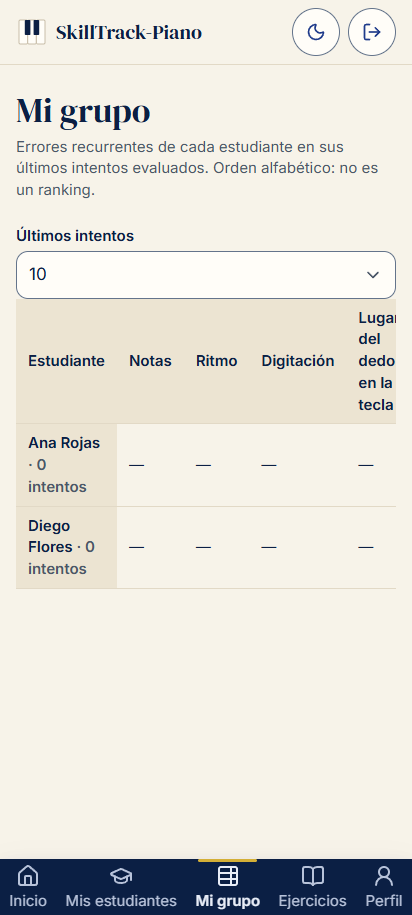 SkillTrack-Piano
Mi grupo
Errores recurrentes de cada estudiante en sus
últimos intentos evaluados. Orden alfabético: no es
un ranking.
Últimos intentos
10
Estudiante Notas Ritmo Digitación Lugar
del
dedo
en la
tecla
Ana Rojas
· 0
intentos
— — — —
Diego
Flores · 0
intentos
— — — —
Inicio Mis estudiantes Mi grupo Ejercicios Perfil